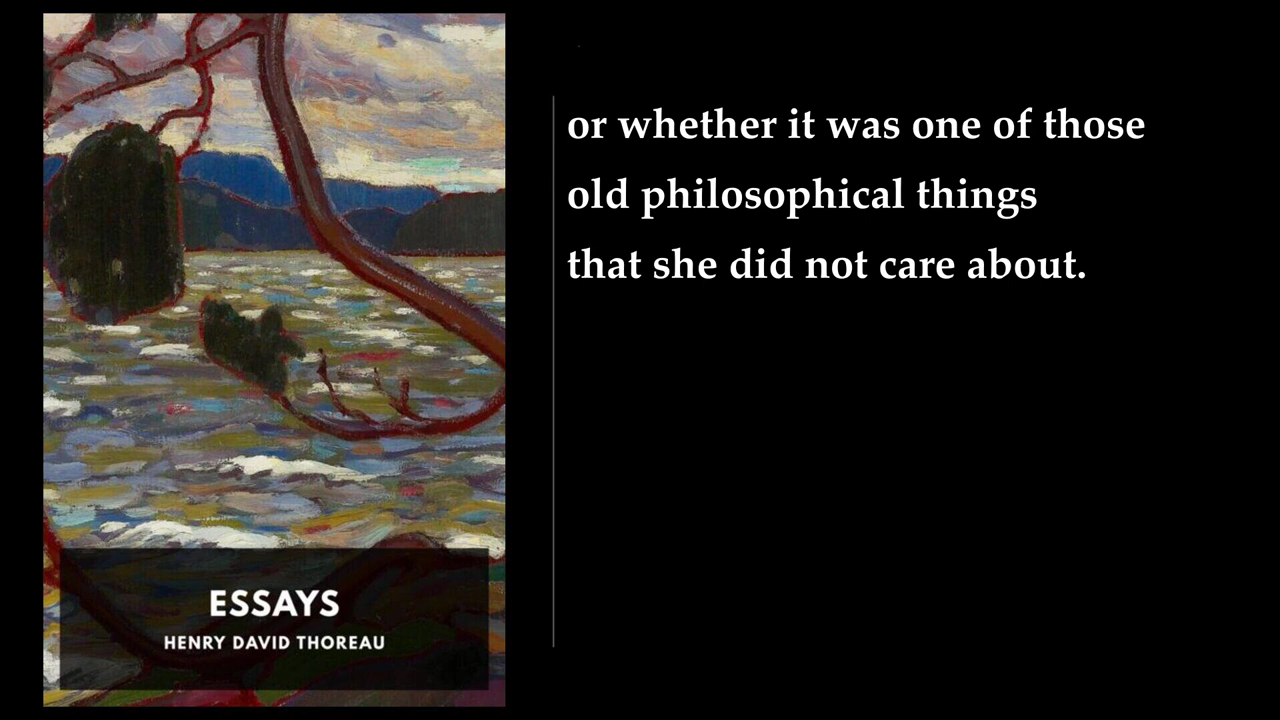 or whether it was one of those
old philosophical things
that she did not care about.
ESSAYS
HENRY DAVID THOREAU